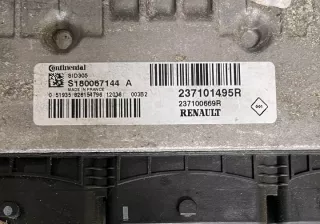 Continental
SID305
S180067144 A
MADE IN FRANCE
237101495R
237100669R
RENAULT